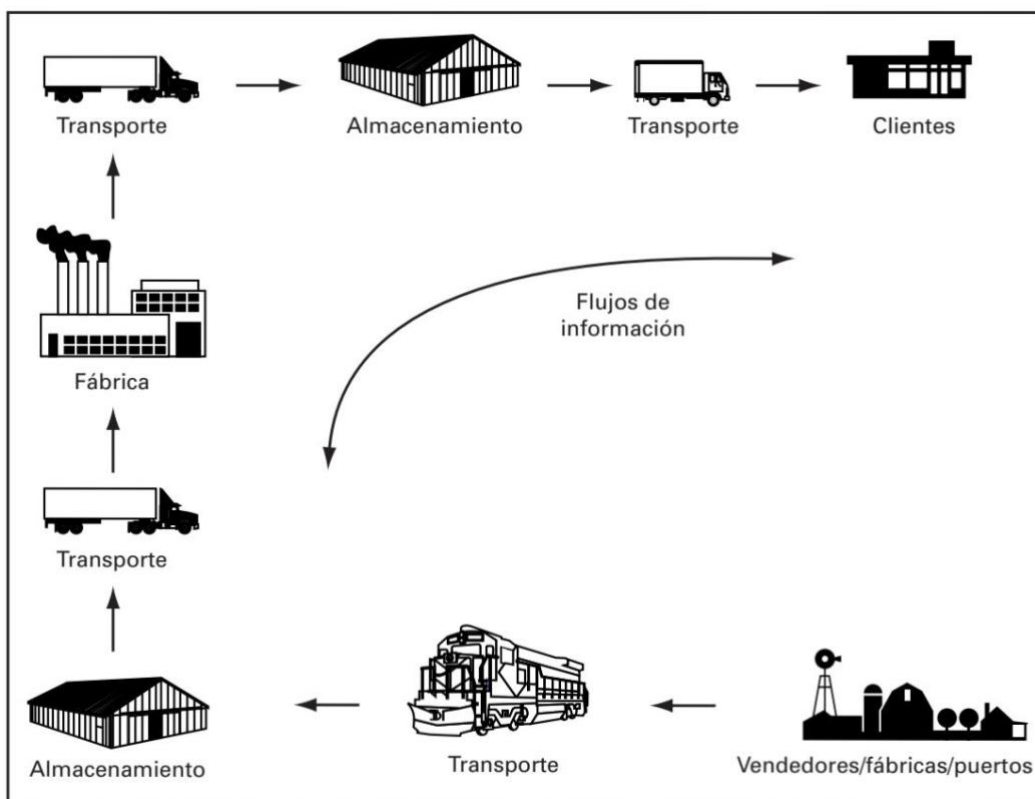 Transporte
Almacenamiento
Transporte
Clientes
Flujos de
información
Fábrica
Transporte
Almacenamiento
Transporte
Vendedores/fábricas/puertos